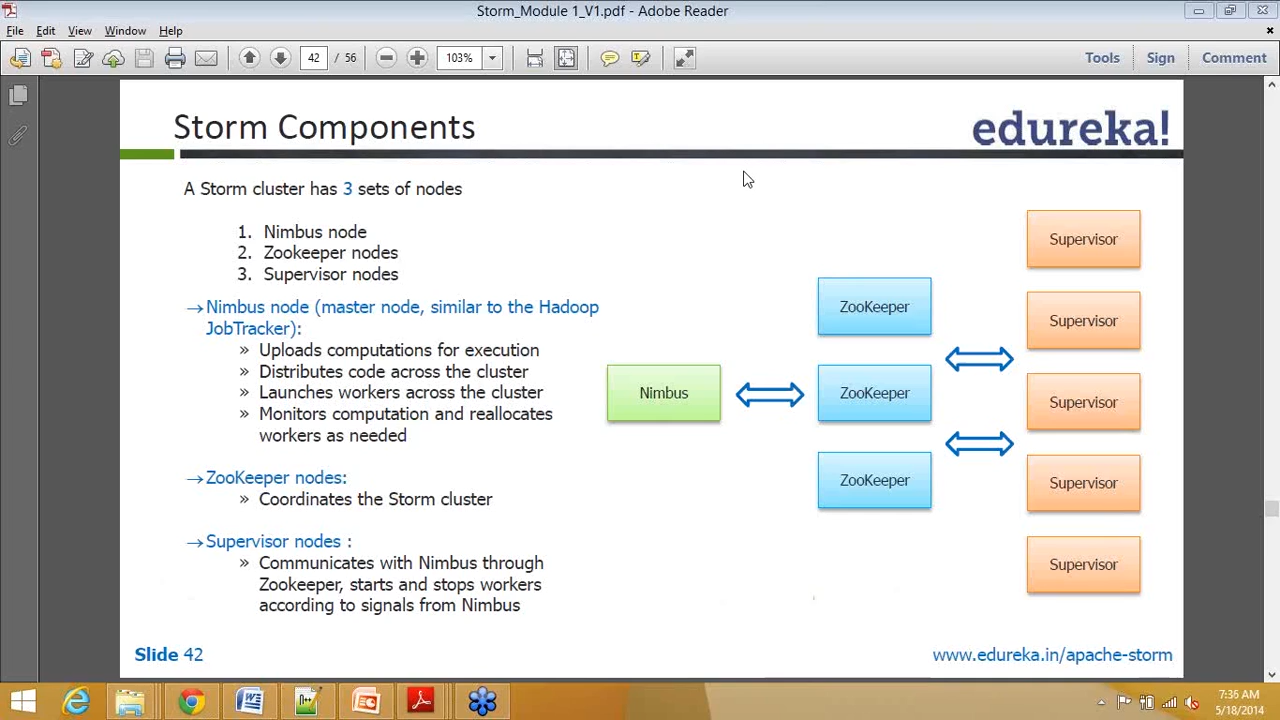 Storm_Module 1_V1.pdf - Adobe Reader
File Edit View Window Help
42 / 56 103% Tools Sign Comment
Storm Components
edureka!
A Storm cluster has 3 sets of nodes
1. Nimbus node
2. Zookeeper nodes
3. Supervisor nodes
→Nimbus node (master node, similar to the Hadoop
JobTracker):
» Uploads computations for execution
» Distributes code across the cluster
» Launches workers across the cluster
» Monitors computation and reallocates
workers as needed
→ZooKeeper nodes:
» Coordinates the Storm cluster
→Supervisor nodes :
» Communicates with Nimbus through
Zookeeper, starts and stops workers
according to signals from Nimbus
Nimbus
ZooKeeper
ZooKeeper
ZooKeeper
Supervisor
Supervisor
Supervisor
Supervisor
Supervisor
Slide 42
www.edureka.in/apache-storm
7:35 AM
5/18/2014